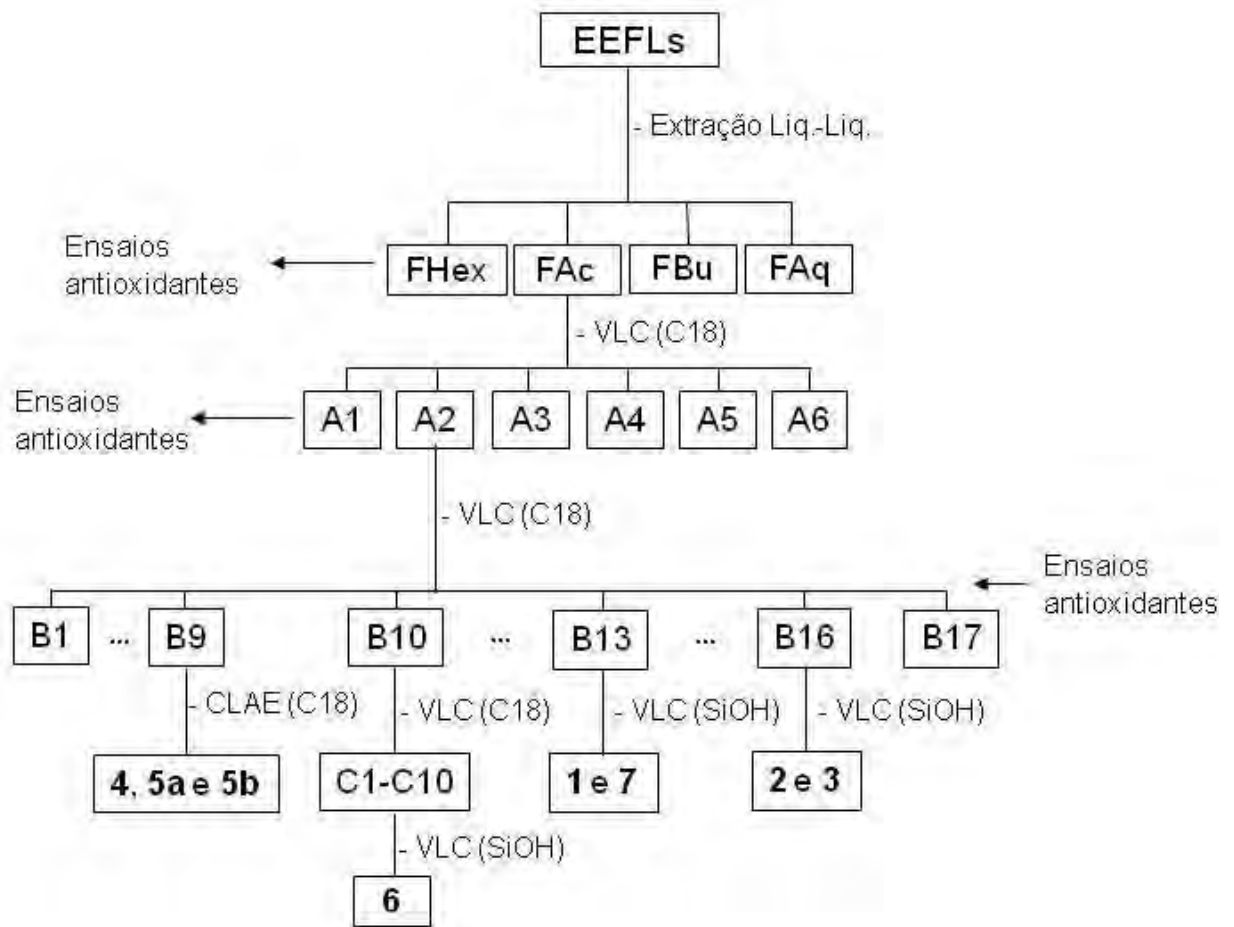 EEFLs
- Extração Liq.-Liq.
Ensaios
antioxidantes
FHex FAc FBu FAq
- VLC (C18)
Ensaios
antioxidantes
A1 A2 A3 A4 A5 A6
- VLC (C18)
Ensaios
antioxidantes
B1 ... B9 B10 ... B13 ... B16 B17
- CLAE (C18) - VLC (C18) - VLC (SiOH) - VLC (SiOH)
4, 5a e 5b C1-C10 1 e 7 2 e 3
- VLC (SiOH)
6